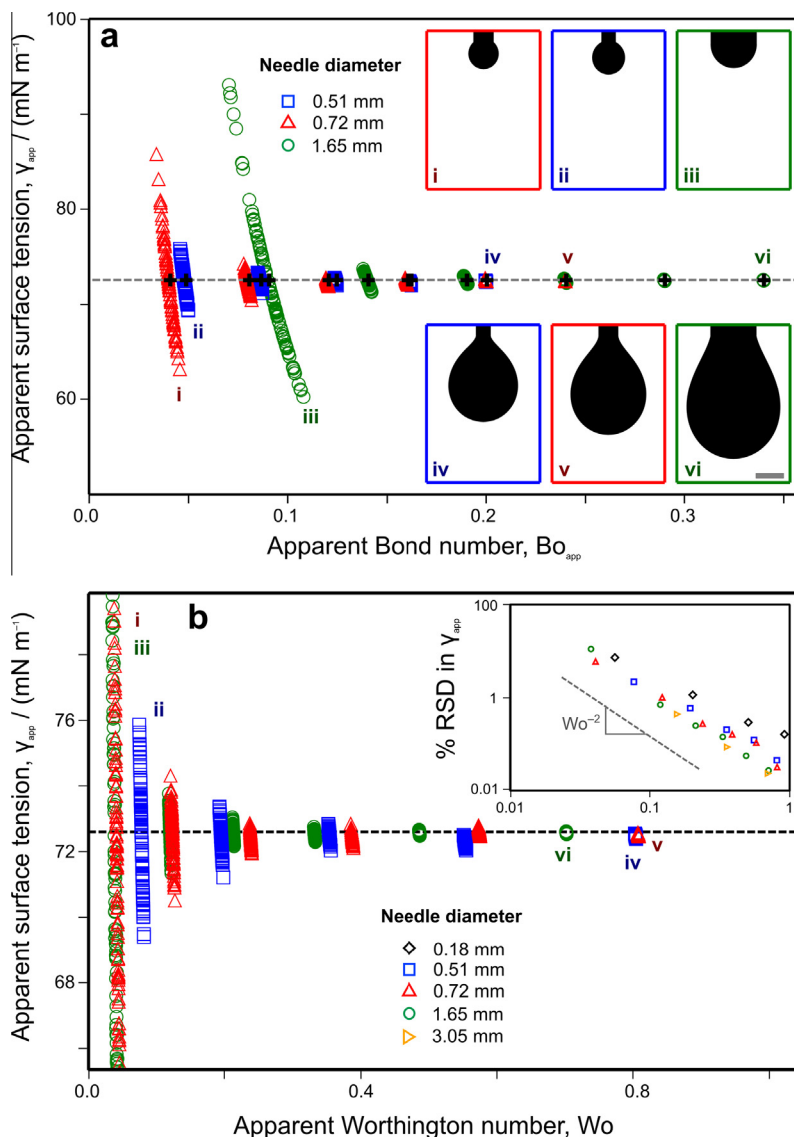 a
Apparent surface tension, γapp / (mN m⁻¹)
100
80
60
Needle diameter
0.51 mm
0.72 mm
1.65 mm
i
ii
iii
iv
v
vi
ii
i
iii
iv
v
vi
0.0
0.1
0.2
0.3
Apparent Bond number, Boapp
b
Apparent surface tension, γapp / (mN m⁻¹)
76
72
68
i
iii
ii
vi
iv
v
% RSD in γapp
100
1
0.01
Wo⁻²
0.01
0.1
1
Needle diameter
0.18 mm
0.51 mm
0.72 mm
1.65 mm
3.05 mm
0.0
0.4
0.8
Apparent Worthington number, Wo